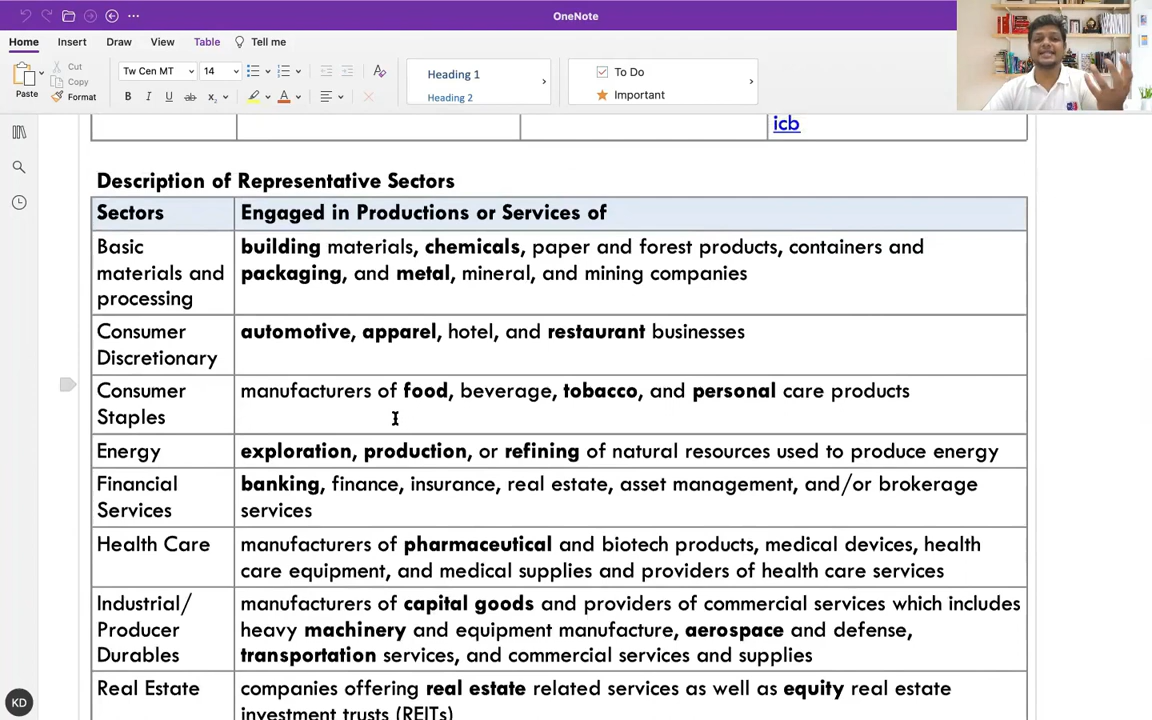 OneNote
Home Insert Draw View Table Tell me
Paste
Cut
Copy
Format
Tw Cen MT 14
B I U ab x₂ A
Heading 1
Heading 2
To Do
Important
icb
Description of Representative Sectors
Sectors Engaged in Productions or Services of
Basic
materials and
processing
building materials, chemicals, paper and forest products, containers and
packaging, and metal, mineral, and mining companies
Consumer
Discretionary
automotive, apparel, hotel, and restaurant businesses
Consumer
Staples
manufacturers of food, beverage, tobacco, and personal care products
Energy
exploration, production, or refining of natural resources used to produce energy
Financial
Services
banking, finance, insurance, real estate, asset management, and/or brokerage
services
Health Care
manufacturers of pharmaceutical and biotech products, medical devices, health
care equipment, and medical supplies and providers of health care services
Industrial/
Producer
Durables
manufacturers of capital goods and providers of commercial services which includes
heavy machinery and equipment manufacture, aerospace and defense,
transportation services, and commercial services and supplies
Real Estate
companies offering real estate related services as well as equity real estate
investment trusts (REITs)
KD